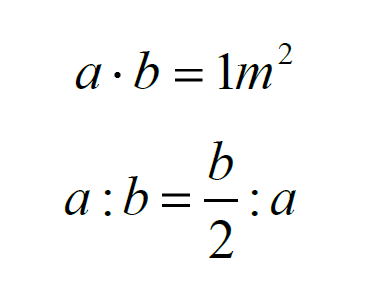 a · b = 1m²
a : b = b/2 : a